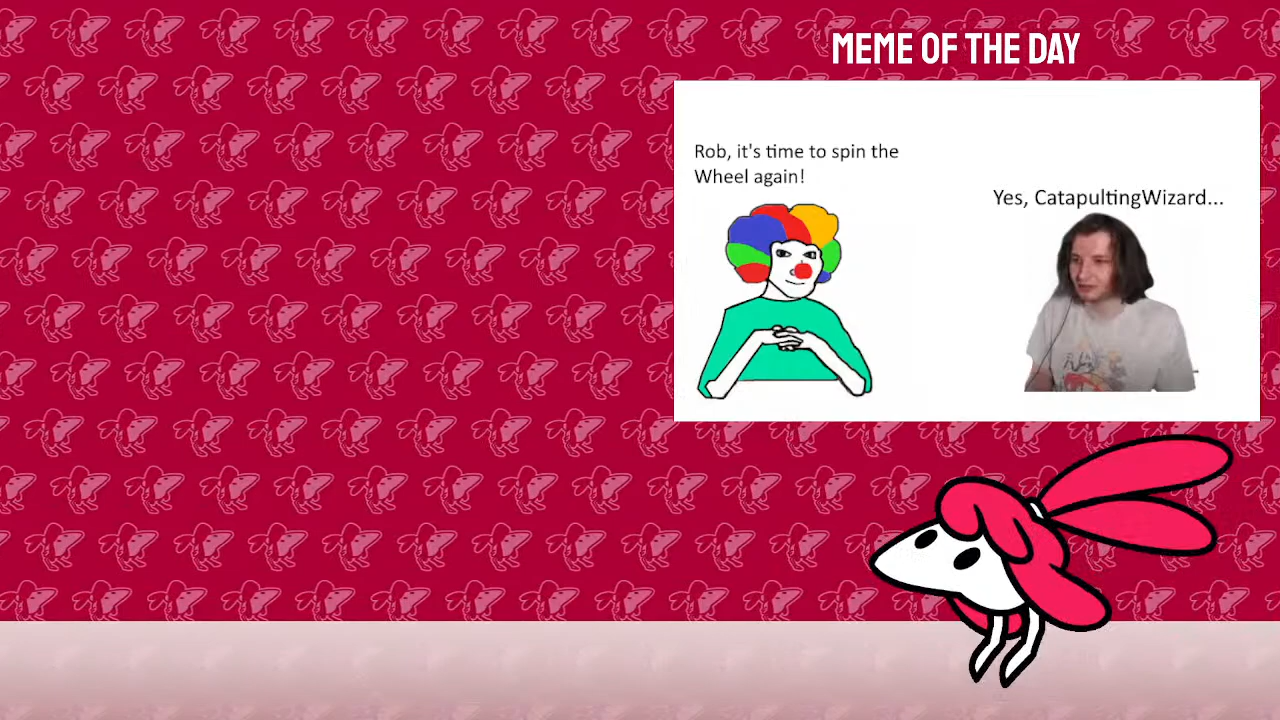 MEME OF THE DAY
Rob, it's time to spin the
Wheel again!
Yes, CatapultingWizard...